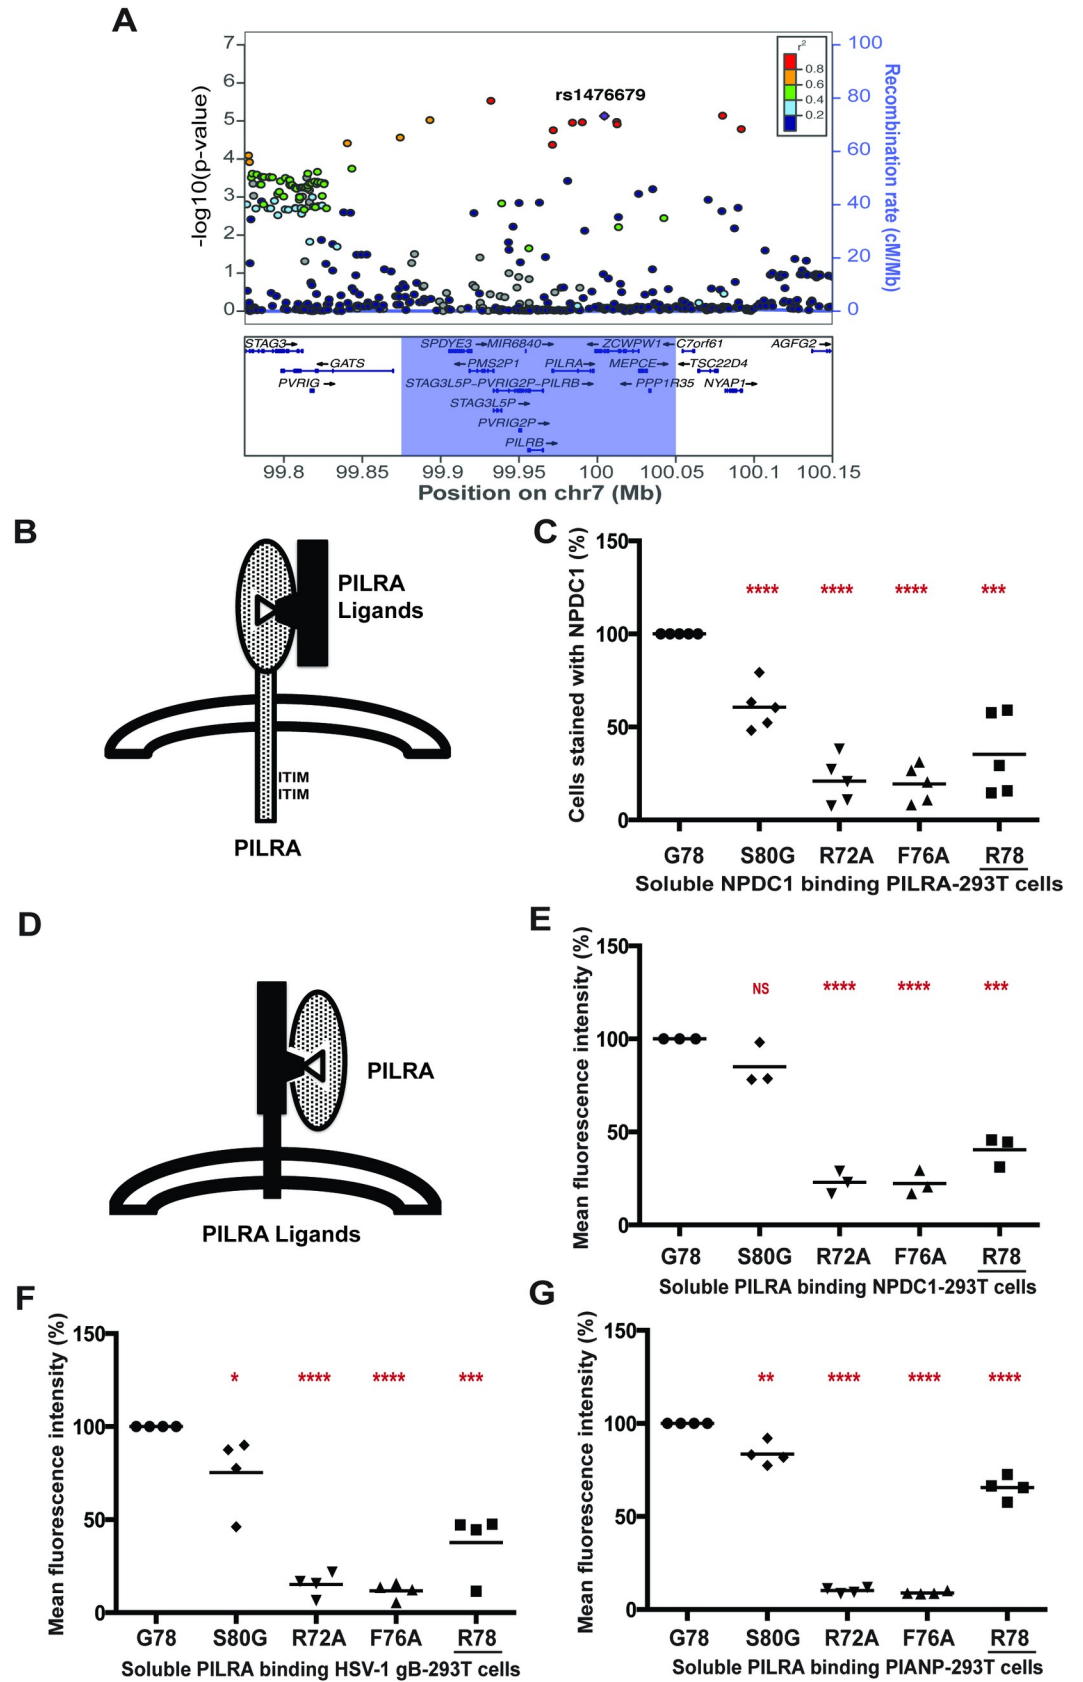 A
-log10(p-value)
7
6
5
4
3
2
1
0
rs1476679
r²
0.8
0.6
0.4
0.2
100
80
60
40
20
0
Recombination rate (cM/Mb)
STAG3→
SPDYE3→
MIR6840→
←ZCWPW1
←C7orf61
AGFG2→
←GATS
←PMS2P1
PILRA→
MEPCE→
←TSC22D4
PVRIG→
STAG3L5P−PVRIG2P−PILRB→
←PPP1R35
NYAP1→
STAG3L5P→
PVRIG2P→
PILRB→
99.8 99.85 99.9 99.95 100 100.05 100.1 100.15
Position on chr7 (Mb)
B
PILRA
Ligands
ITIM
ITIM
PILRA
C
Cells stained with NPDC1 (%)
150
100
50
0
**** **** **** ***
G78 S80G R72A F76A R78
Soluble NPDC1 binding PILRA-293T cells
D
PILRA
PILRA Ligands
E
Mean fluorescence intensity (%)
150
100
50
0
NS **** **** ***
G78 S80G R72A F76A R78
Soluble PILRA binding NPDC1-293T cells
F
Mean fluorescence intensity (%)
150
100
50
0
* **** **** ***
G78 S80G R72A F76A R78
Soluble PILRA binding HSV-1 gB-293T cells
G
Mean fluorescence intensity (%)
150
100
50
0
** **** **** ****
G78 S80G R72A F76A R78
Soluble PILRA binding PIANP-293T cells